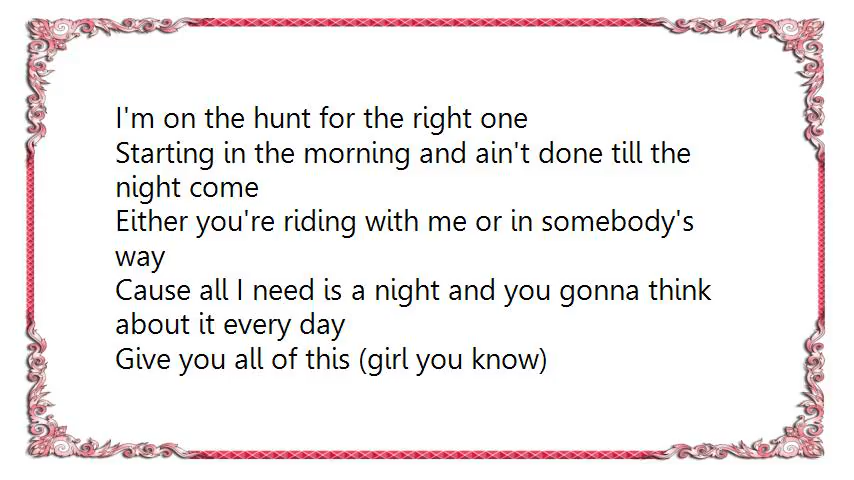 I'm on the hunt for the right one
Starting in the morning and ain't done till the
night come
Either you're riding with me or in somebody's
way
Cause all I need is a night and you gonna think
about it every day
Give you all of this (girl you know)